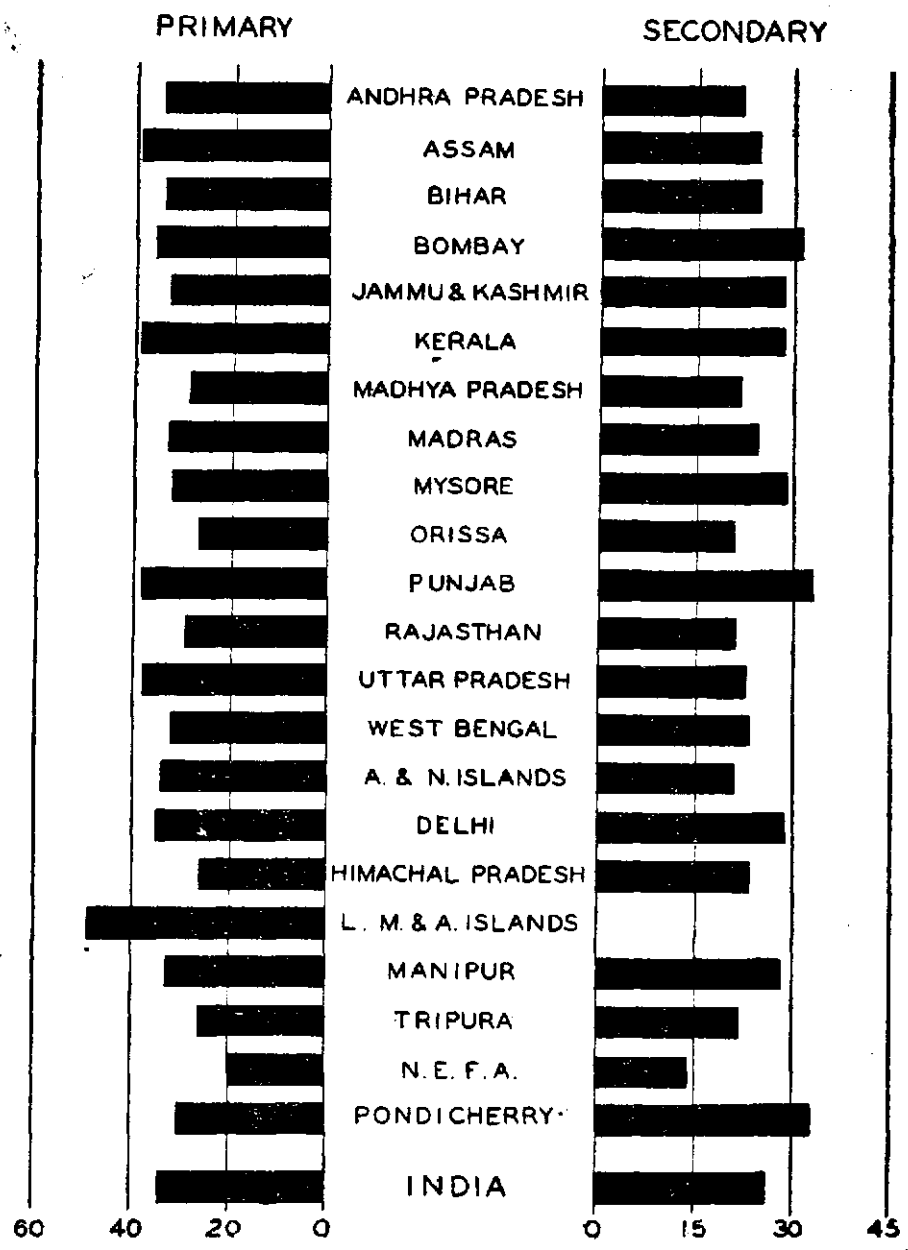 PRIMARY SECONDARY
ANDHRA PRADESH
ASSAM
BIHAR
BOMBAY
JAMMU & KASHMIR
KERALA
MADHYA PRADESH
MADRAS
MYSORE
ORISSA
PUNJAB
RAJASTHAN
UTTAR PRADESH
WEST BENGAL
A. & N. ISLANDS
DELHI
HIMACHAL PRADESH
L. M. & A. ISLANDS
MANIPUR
TRIPURA
N. E. F. A.
PONDICHERRY
INDIA
60 40 20 0 0 15 30 45